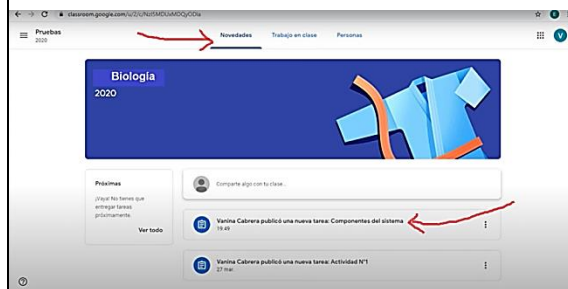 classroom.google.com/u/2/c/NzI5MDUxMDQyODla
Pruebas
2020
Novedades Trabajo en clase Personas
V
Biología
2020
Próximas
¡Yaya! No tienes que
entregar tareas
próximamente.
Ver todo
Comparte algo con tu clase...
Vanina Cabrera publicó una nueva tarea: Componentes del sistema
19:49
Vanina Cabrera publicó una nueva tarea: Actividad N°1
27 mar.